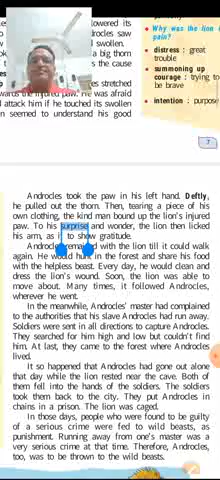 lowered its
drocles saw
swollen.
a big thorn
s the cause
es stretched
wards the injured paw. He was afraid
attack him if he touched its swollen
n seemed to understand his good
Why was the lion
pain?
• distress : great
trouble
• summoning up
courage : trying to
be brave
• intention : purpose
7
Androcles took the paw in his left hand. Deftly,
he pulled out the thorn. Then, tearing a piece of
his own clothing, the kind man bound up the lion's injured
paw. To his surprise and wonder, the lion then licked
his arm, as if to show gratitude.
Androcles remained with the lion till it could walk
again. He would hunt in the forest and share his food
with the helpless beast. Every day, he would clean and
dress the lion's wound. Soon, the lion was able to
move about. Many times, it followed Androcles,
wherever he went.
In the meanwhile, Androcles' master had complained
to the authorities that his slave Androcles had run away.
Soldiers were sent in all directions to capture Androcles.
They searched for him high and low but couldn't find
him. At last, they came to the forest where Androcles
lived.
It so happened that Androcles had gone out alone
that day while the lion rested near the cave. Both of
them fell into the hands of the soldiers. The soldiers
took them back to the city. They put Androcles in
chains in a prison. The lion was caged.
In those days, people who were found to be guilty
of a serious crime were fed to wild beasts, as
punishment. Running away from one's master was a
very serious crime at that time. Therefore, Androcles,
too, was to be thrown to the wild beasts.